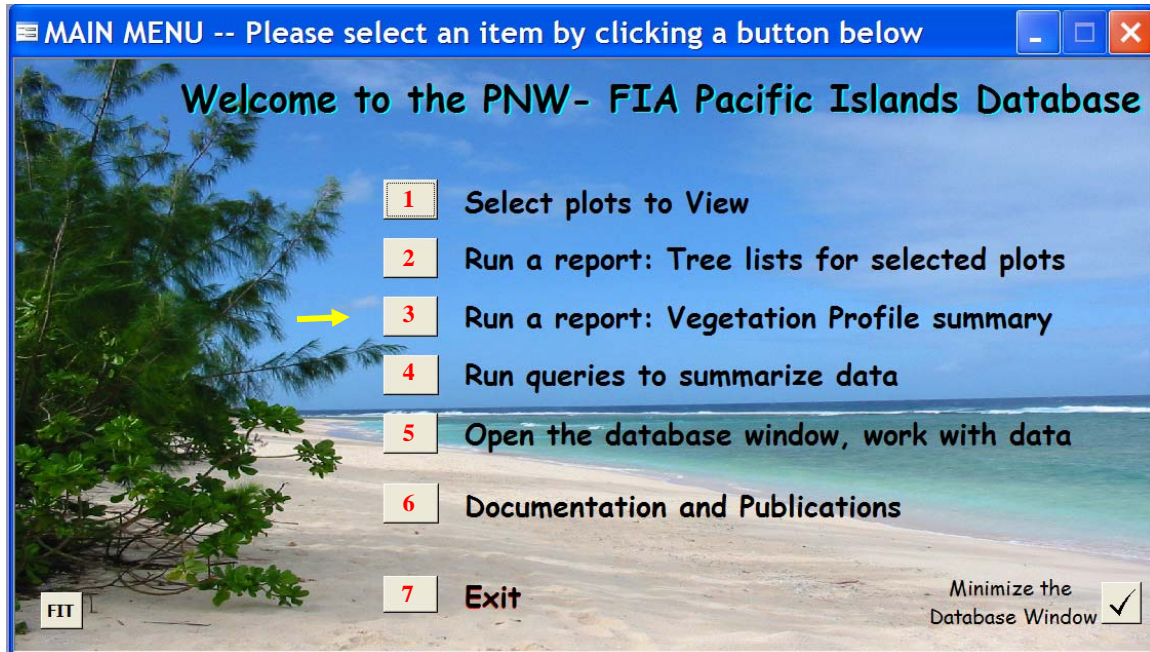 MAIN MENU -- Please select an item by clicking a button below
Welcome to the PNW- FIA Pacific Islands Database
1 Select plots to View
2 Run a report: Tree lists for selected plots
3 Run a report: Vegetation Profile summary
4 Run queries to summarize data
5 Open the database window, work with data
6 Documentation and Publications
7 Exit
FIT
Minimize the
Database Window